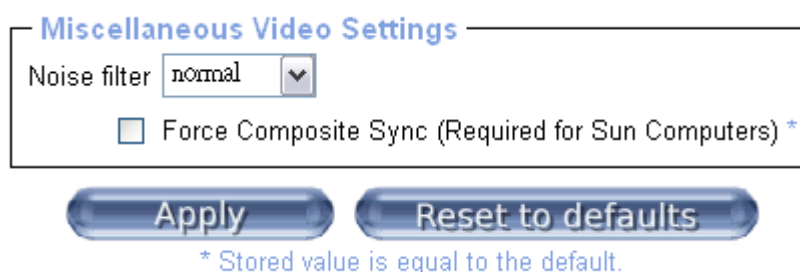 Miscellaneous Video Settings
Noise filter normal
Force Composite Sync (Required for Sun Computers) *
Apply Reset to defaults
* Stored value is equal to the default.